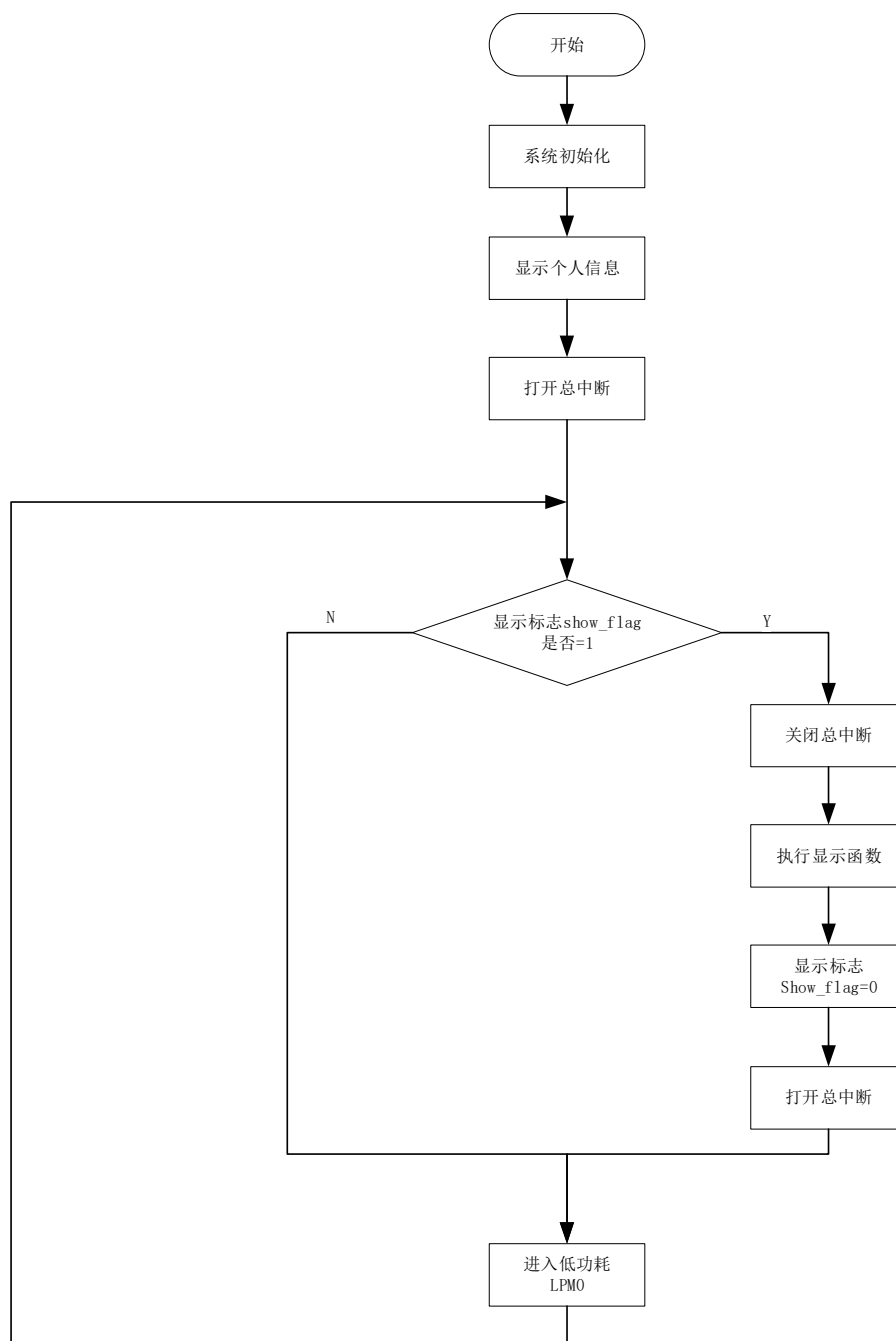 开始
系统初始化
显示个人信息
打开总中断
显示标志show_flag
是否=1
N
Y
关闭总中断
执行显示函数
显示标志
Show_flag=0
打开总中断
进入低功耗
LPM0